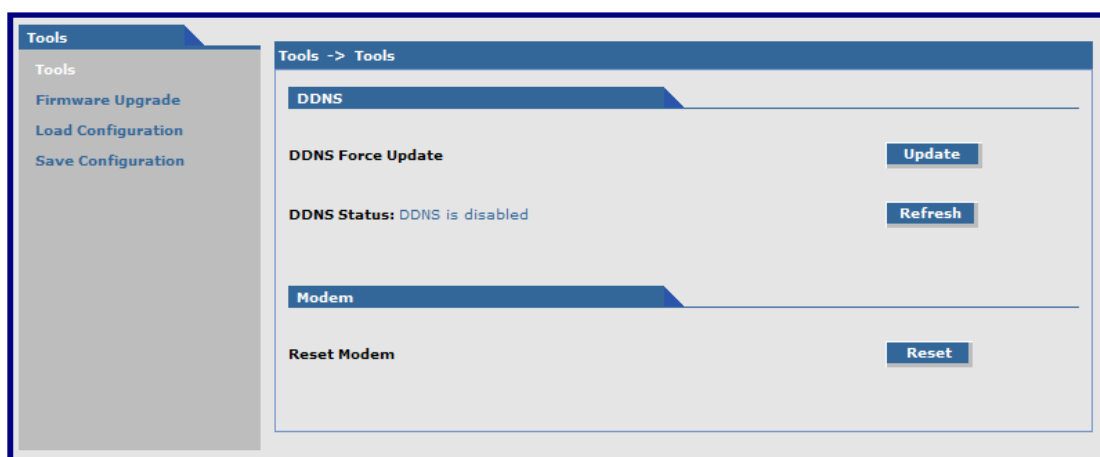 Tools
Tools
Firmware Upgrade
Load Configuration
Save Configuration
Tools -> Tools
DDNS
DDNS Force Update Update
DDNS Status: DDNS is disabled Refresh
Modem
Reset Modem Reset